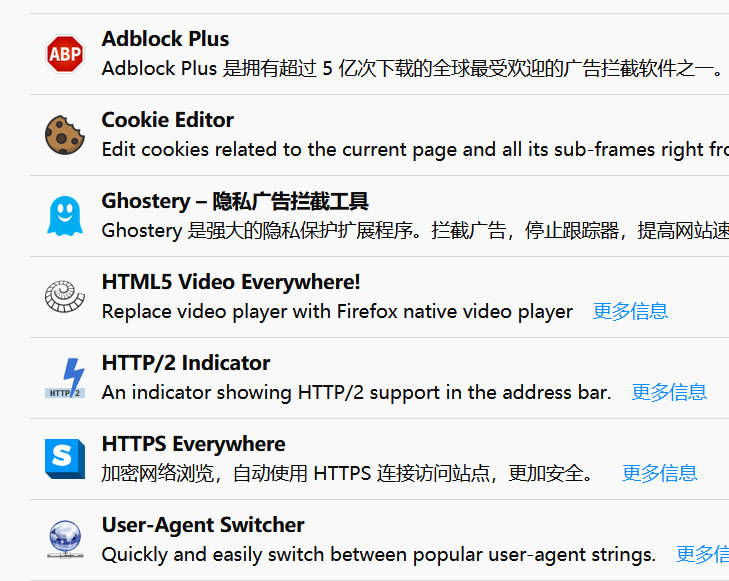 ABP
Adblock Plus
Adblock Plus 是拥有超过 5 亿次下载的全球最受欢迎的广告拦截软件之一。
Cookie Editor
Edit cookies related to the current page and all its sub-frames right fro
Ghostery – 隐私广告拦截工具
Ghostery 是强大的隐私保护扩展程序。拦截广告，停止跟踪器，提高网站速
HTML5 Video Everywhere!
Replace video player with Firefox native video player 更多信息
HTTP/2 Indicator
HTTP/2
An indicator showing HTTP/2 support in the address bar. 更多信息
S
HTTPS Everywhere
加密网络浏览，自动使用 HTTPS 连接访问站点，更加安全。 更多信息
User-Agent Switcher
Quickly and easily switch between popular user-agent strings. 更多信